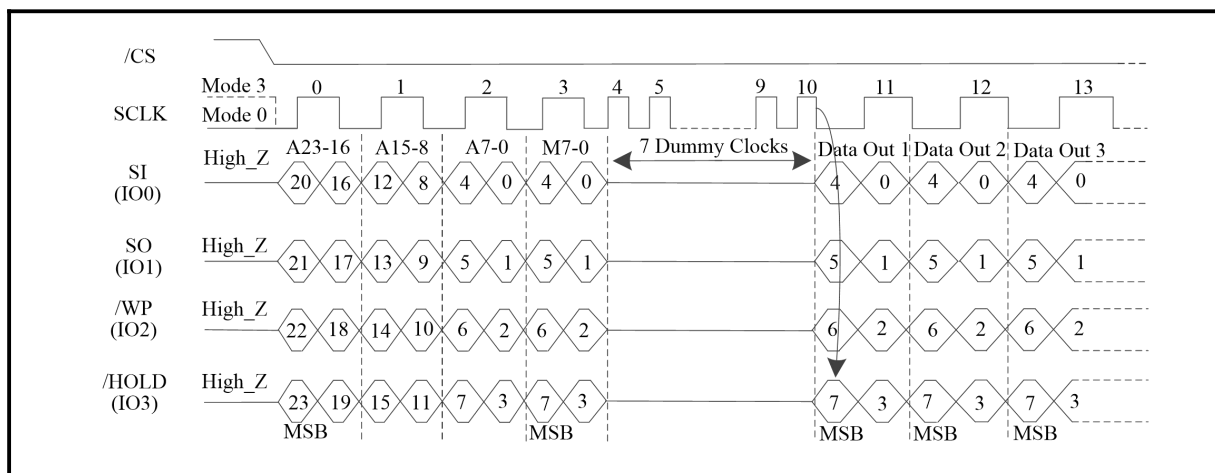 /CS
Mode 3 0 1 2 3 4 5 9 10 11 12 13
SCLK Mode 0
A23-16 A15-8 A7-0 M7-0 7 Dummy Clocks Data Out 1 Data Out 2 Data Out 3
SI High_Z
(IO0) 20 16 12 8 4 0 4 0 4 0 4 0 4 0
SO High_Z
(IO1) 21 17 13 9 5 1 5 1 5 1 5 1 5 1
/WP High_Z
(IO2) 22 18 14 10 6 2 6 2 6 2 6 2 6 2
/HOLD High_Z
(IO3) 23 19 15 11 7 3 7 3 7 3 7 3 7 3
MSB MSB MSB MSB MSB